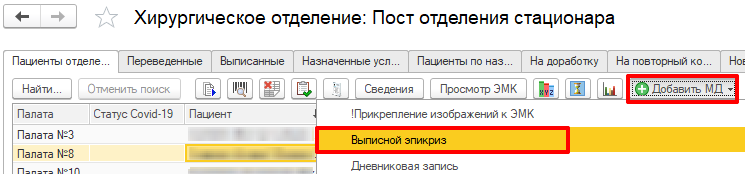 Хирургическое отделение: Пост отделения стационара
Пациенты отделе... Переведенные Выписанные Назначенные усл... Пациенты по наз... На доработку На повторный ко... Нов
Найти... Отменить поиск Сведения Просмотр ЭМК xyz Добавить МД
Палата Статус Covid-19 Пациент
!Прикрепление изображений к ЭМК
Палата №3
Выписной эпикриз
Палата №8
Дневниковая запись
Палата №10